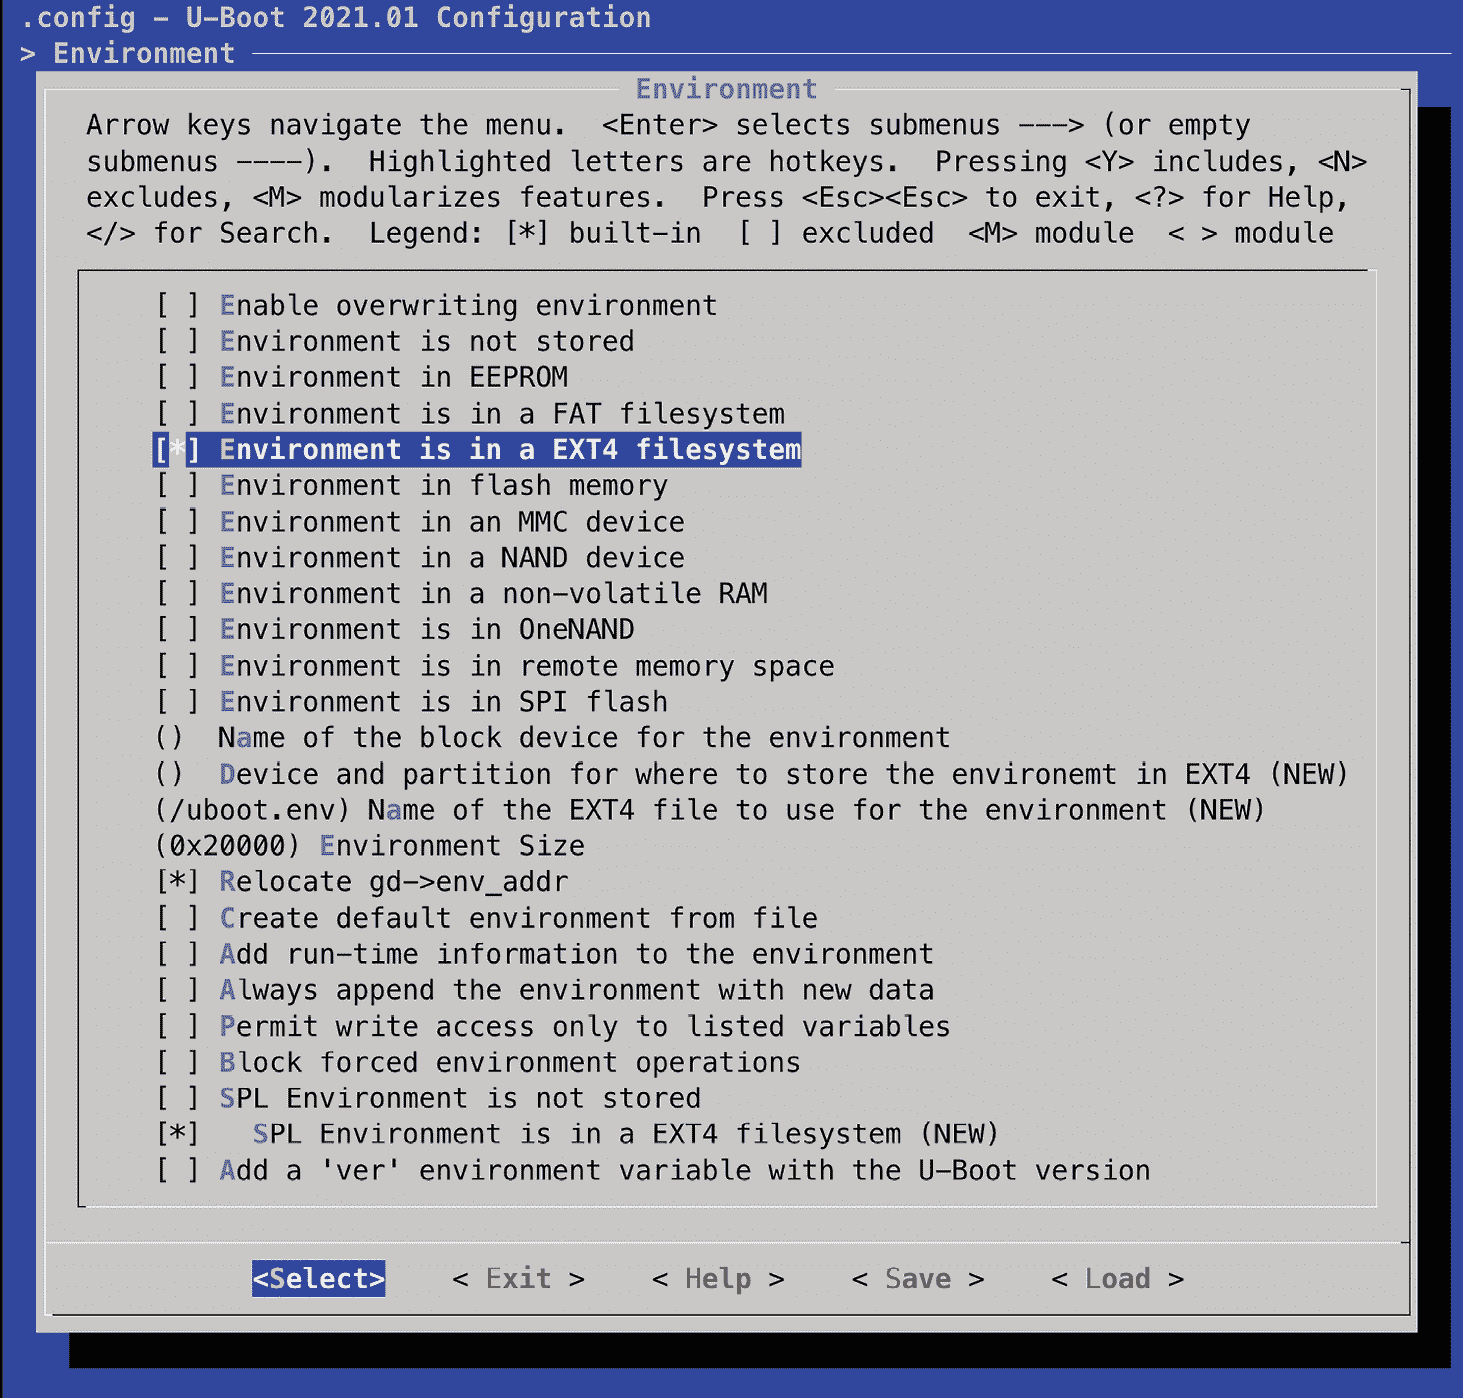 .config - U-Boot 2021.01 Configuration
> Environment
Environment
Arrow keys navigate the menu.  <Enter> selects submenus ---> (or empty
submenus ----).  Highlighted letters are hotkeys.  Pressing <Y> includes, <N>
excludes, <M> modularizes features.  Press <Esc><Esc> to exit, <?> for Help,
</> for Search.  Legend: [*] built-in  [ ] excluded  <M> module  < > module
[ ] Enable overwriting environment
[ ] Environment is not stored
[ ] Environment in EEPROM
[ ] Environment is in a FAT filesystem
[*] Environment is in a EXT4 filesystem
[ ] Environment in flash memory
[ ] Environment in an MMC device
[ ] Environment in a NAND device
[ ] Environment in a non-volatile RAM
[ ] Environment is in OneNAND
[ ] Environment is in remote memory space
[ ] Environment is in SPI flash
()  Name of the block device for the environment
()  Device and partition for where to store the environemt in EXT4 (NEW)
(/uboot.env) Name of the EXT4 file to use for the environment (NEW)
(0x20000) Environment Size
[*] Relocate gd->env_addr
[ ] Create default environment from file
[ ] Add run-time information to the environment
[ ] Always append the environment with new data
[ ] Permit write access only to listed variables
[ ] Block forced environment operations
[ ] SPL Environment is not stored
[*]   SPL Environment is in a EXT4 filesystem (NEW)
[ ] Add a 'ver' environment variable with the U-Boot version
<Select>    < Exit >    < Help >    < Save >    < Load >